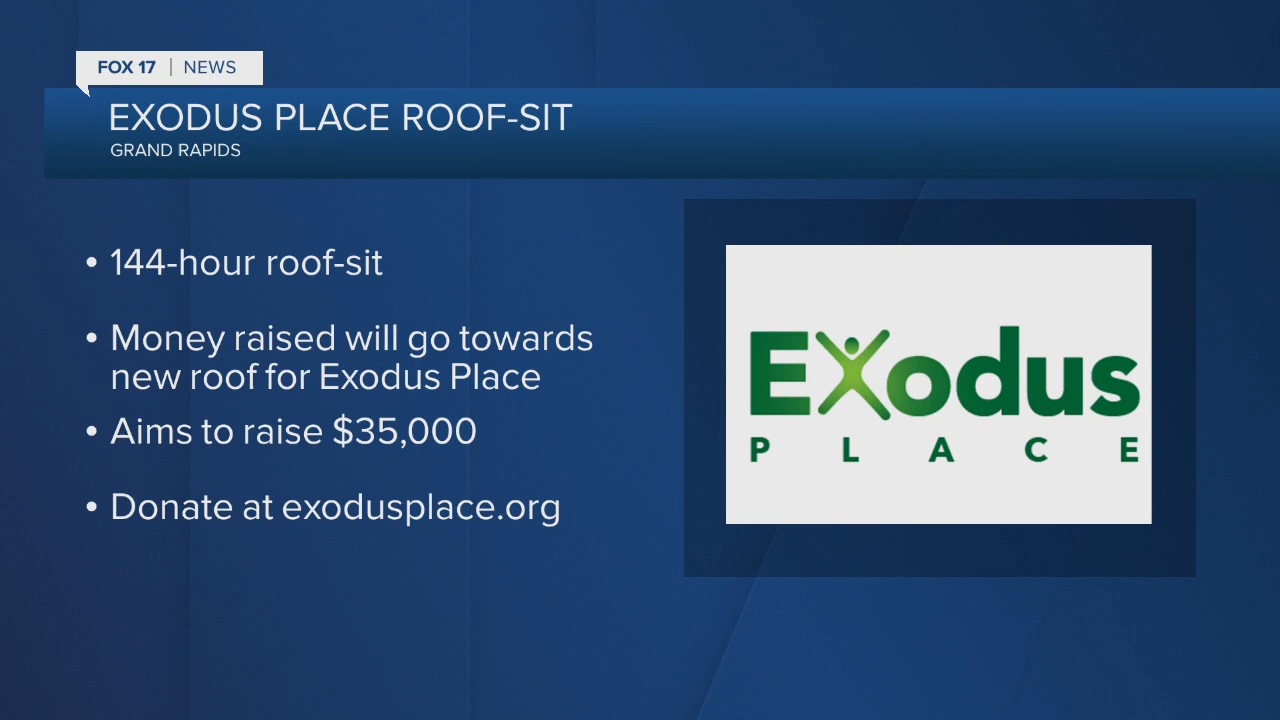 FOX 17 | NEWS
EXODUS PLACE ROOF-SIT
GRAND RAPIDS
• 144-hour roof-sit
• Money raised will go towards
new roof for Exodus Place
• Aims to raise $35,000
• Donate at exodusplace.org
EXodus
PLACE